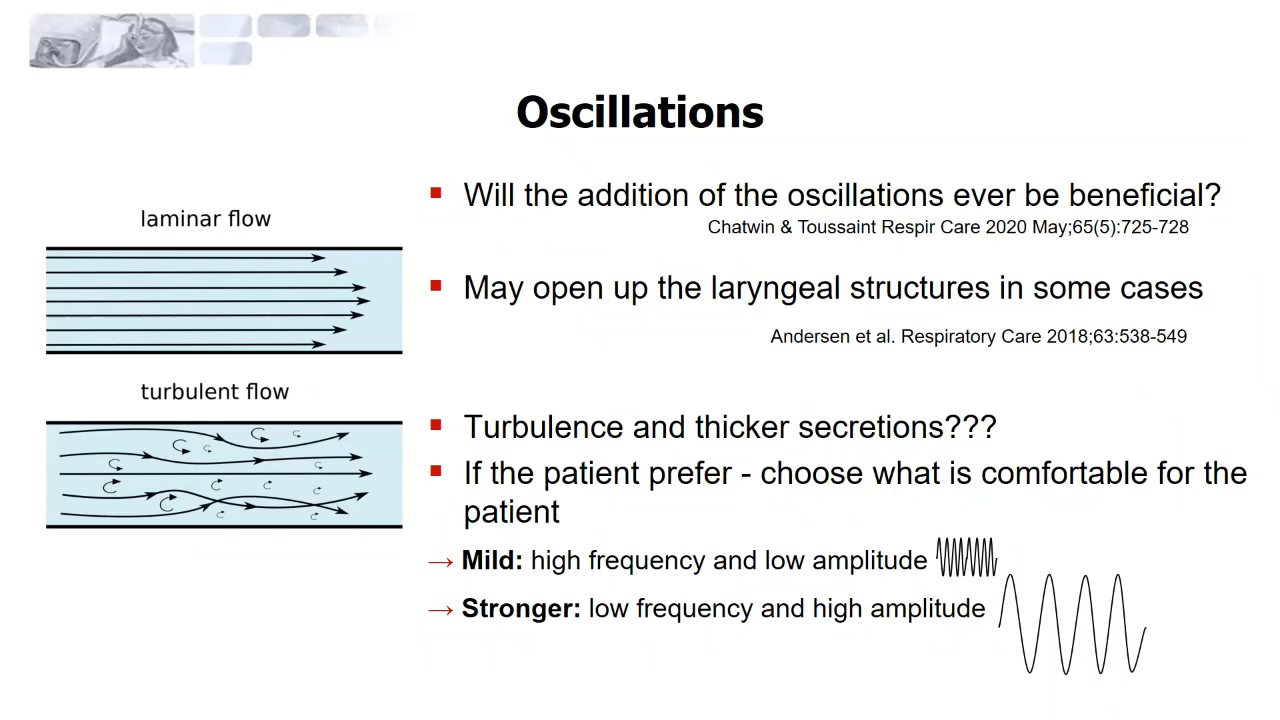 Oscillations
laminar flow
turbulent flow
▪ Will the addition of the oscillations ever be beneficial?
Chatwin & Toussaint Respir Care 2020 May;65(5):725-728
▪ May open up the laryngeal structures in some cases
Andersen et al. Respiratory Care 2018;63:538-549
▪ Turbulence and thicker secretions???
▪ If the patient prefer - choose what is comfortable for the
patient
→ Mild: high frequency and low amplitude
→ Stronger: low frequency and high amplitude